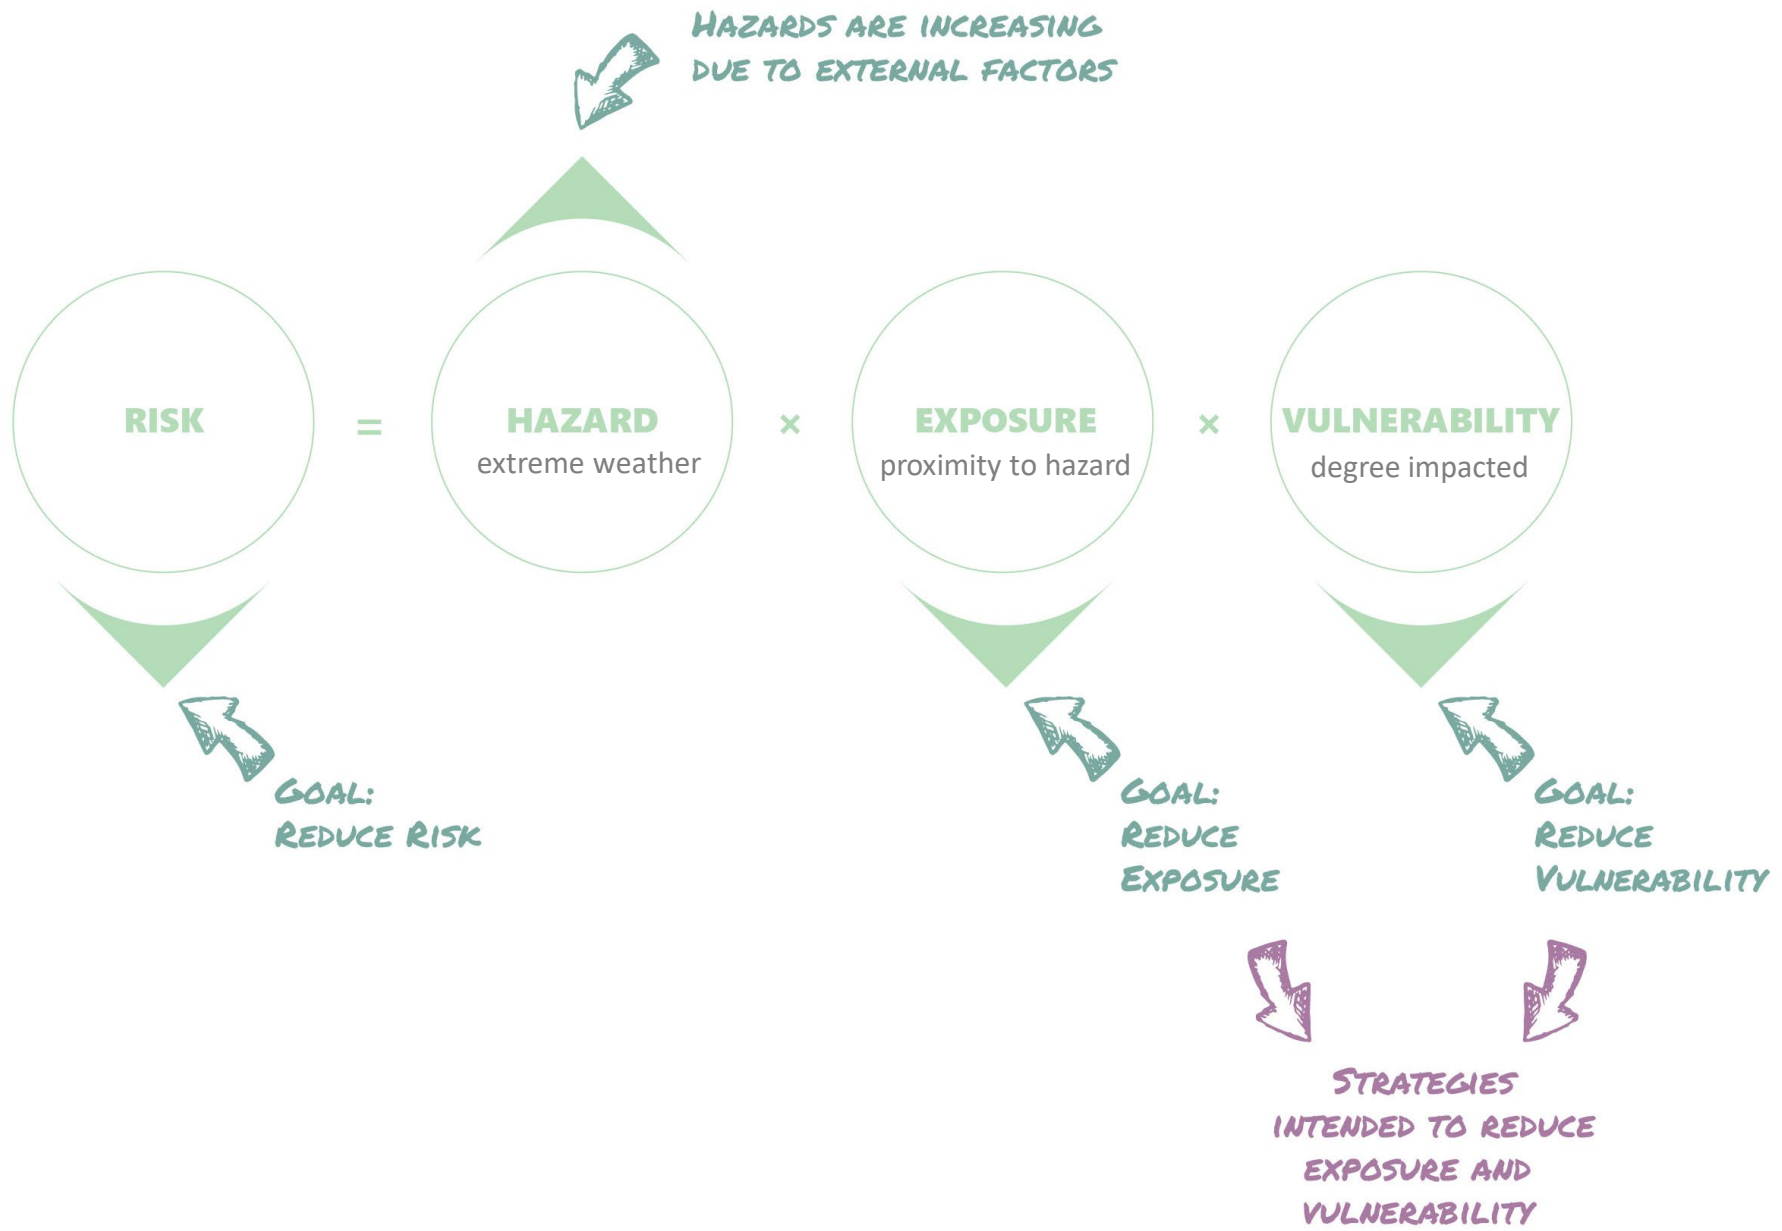 HAZARDS ARE INCREASING
DUE TO EXTERNAL FACTORS
RISK
=
HAZARD
extreme weather
×
EXPOSURE
proximity to hazard
×
VULNERABILITY
degree impacted
GOAL:
REDUCE RISK
GOAL:
REDUCE
EXPOSURE
GOAL:
REDUCE
VULNERABILITY
STRATEGIES
INTENDED TO REDUCE
EXPOSURE AND
VULNERABILITY